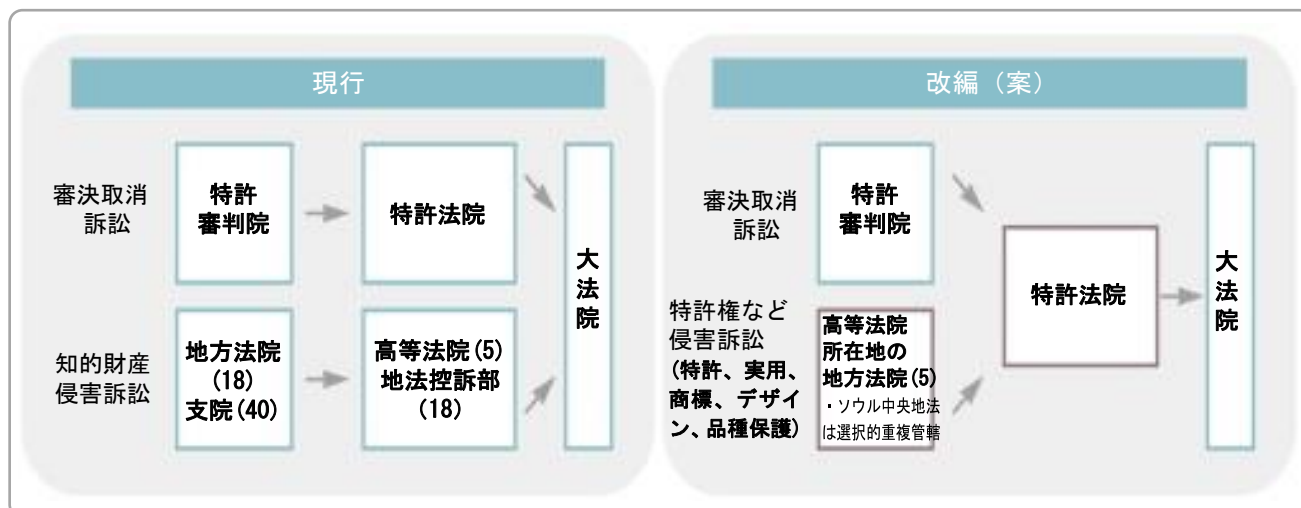 現行
審決取消
訴訟
特許
審判院
特許法院
大
法
院
知的財産
侵害訴訟
地方法院
(18)
支院(40)
高等法院(5)
地法控訴部
(18)
改編（案）
審決取消
訴訟
特許
審判院
特許権など
侵害訴訟
(特許、実用、
商標、デザイ
ン、品種保護)
高等法院
所在地の
地方法院(5)
・ソウル中央地法
は選択的重複管轄
特許法院
大
法
院